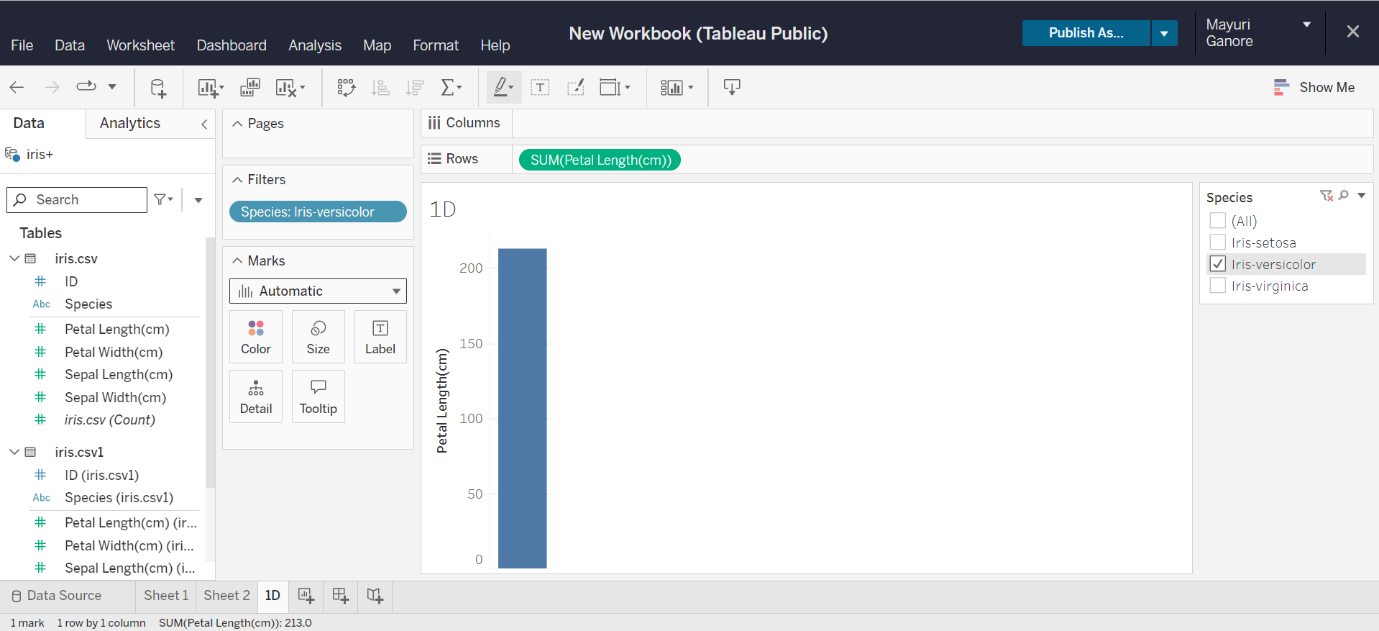 New Workbook (Tableau Public)
File Data Worksheet Dashboard Analysis Map Format Help
Publish As...
Mayuri
Ganore
Show Me
Data Analytics
iris+
Search
Tables
iris.csv
ID
Abc Species
Petal Length(cm)
Petal Width(cm)
Sepal Length(cm)
Sepal Width(cm)
iris.csv (Count)
iris.csv1
ID (iris.csv1)
Abc Species (iris.csv1)
Petal Length(cm) (ir...
Petal Width(cm) (iri...
Sepal Length(cm) (i...
Pages
Filters
Species: Iris-versicolor
Marks
Automatic
Color Size T Label
Detail Tooltip
Columns
Rows SUM(Petal Length(cm))
1D
Petal Length(cm)
200
150
100
50
0
Species
(All)
Iris-setosa
Iris-versicolor
Iris-virginica
Data Source Sheet 1 Sheet 2 1D
1 mark 1 row by 1 column SUM(Petal Length(cm)): 213.0